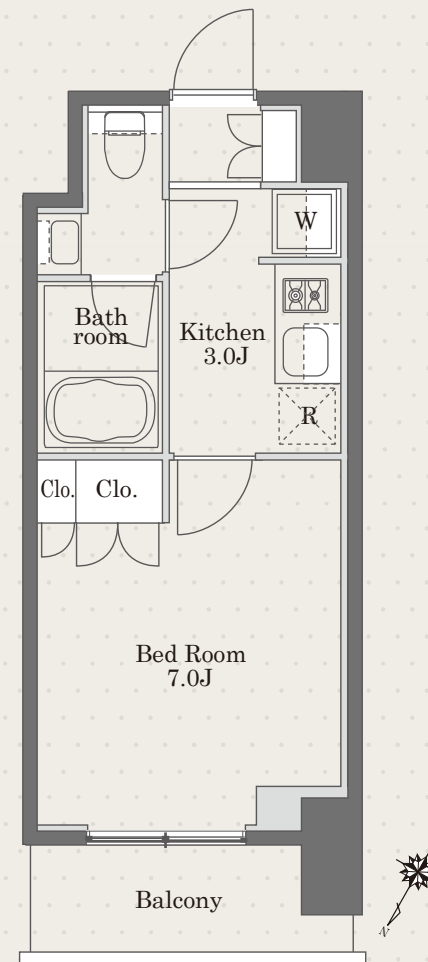 W
Bath
room
Kitchen
3.0J
R
Clo.
Clo.
Bed Room
7.0J
Balcony
N